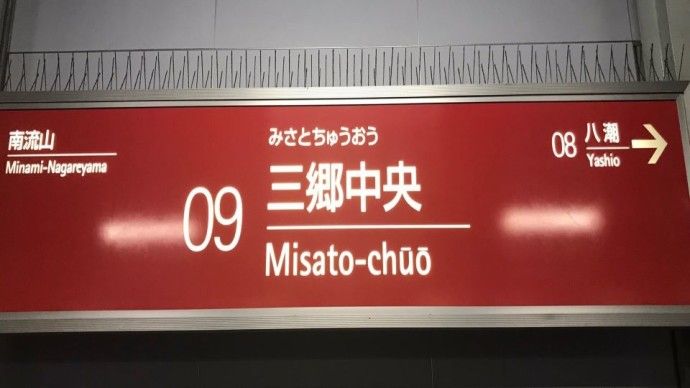 南流山
Minami-Nagareyama
09
みさとちゅうおう
三郷中央
Misato-chūō
08 八潮
Yashio